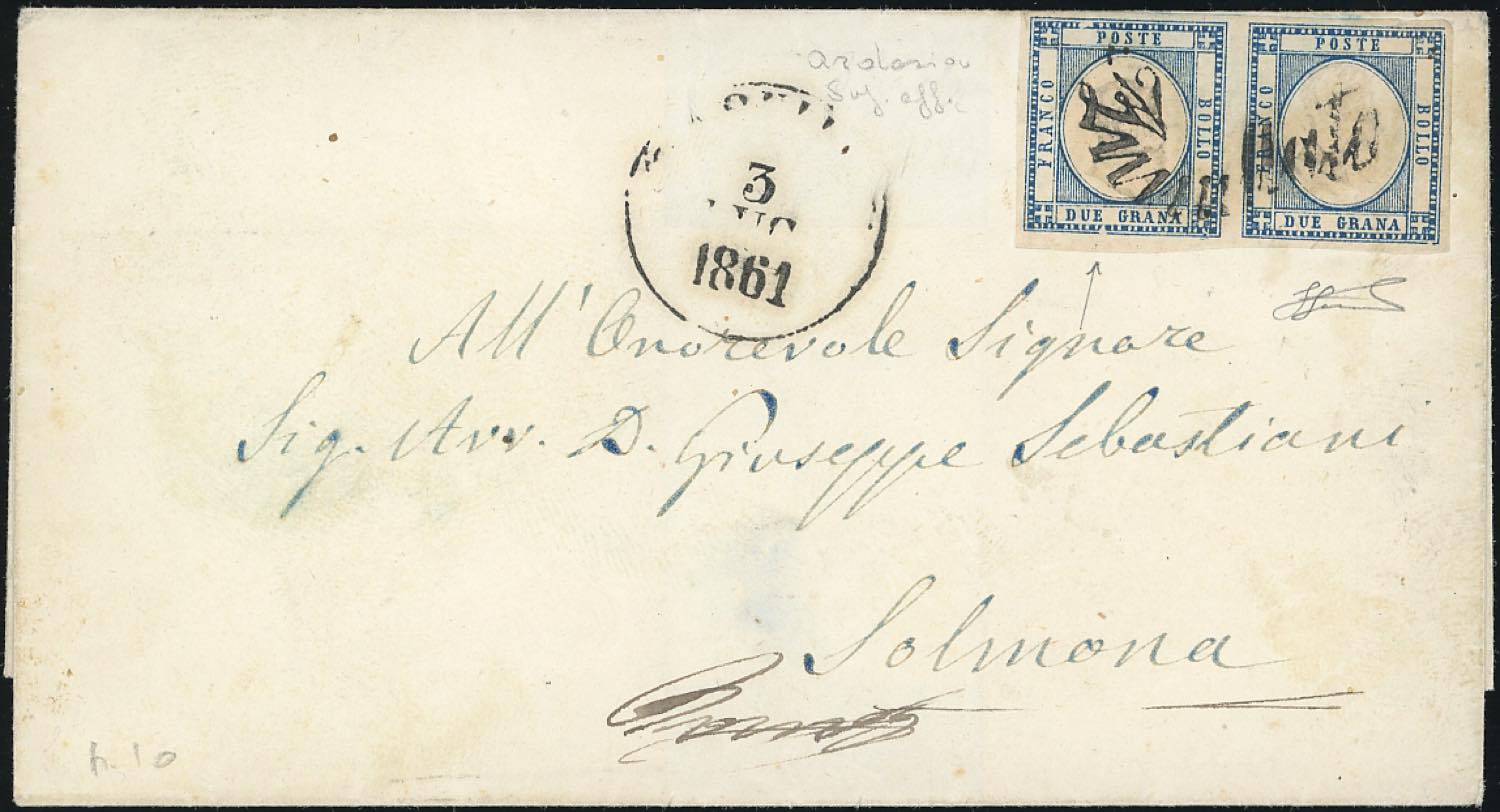 POSTE
FRANCO
BOLLO
DUE GRANA
POSTE
FRANCO
BOLLO
DUE GRANA
3
1861
All' Onorevole Signore
Sig. Avv. D. Giuseppe Sebastiani
Solmona